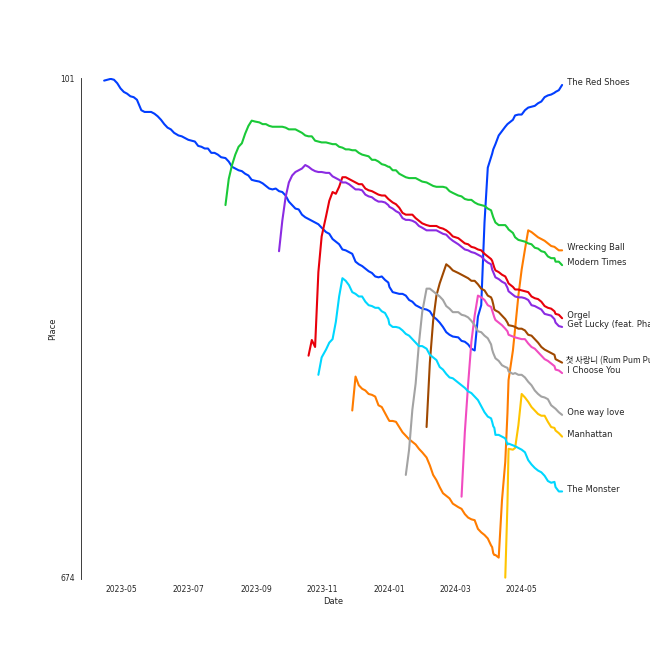 101
The Red Shoes
Wrecking Ball
Modern Times
Orgel
Get Lucky (feat.
첫 사랑니 (Rum Pum
I Choose You
One way love
Manhattan
The Monster
Place
674
2023-05 2023-07 2023-09 2023-11 2024-01 2024-03 2024-05
Date